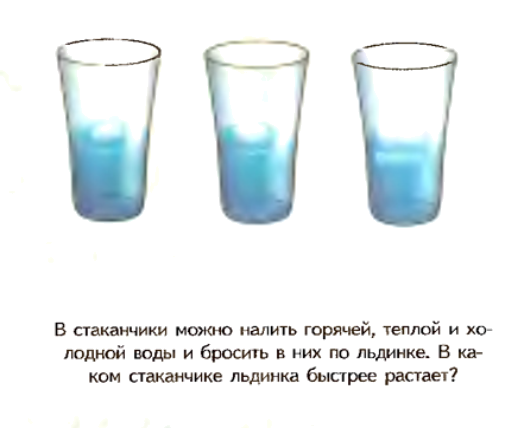 В стаканчики можно налить горячей, теплой и хо-
лодной воды и бросить в них по льдинке. В ка-
ком стаканчике льдинка быстрее растает?